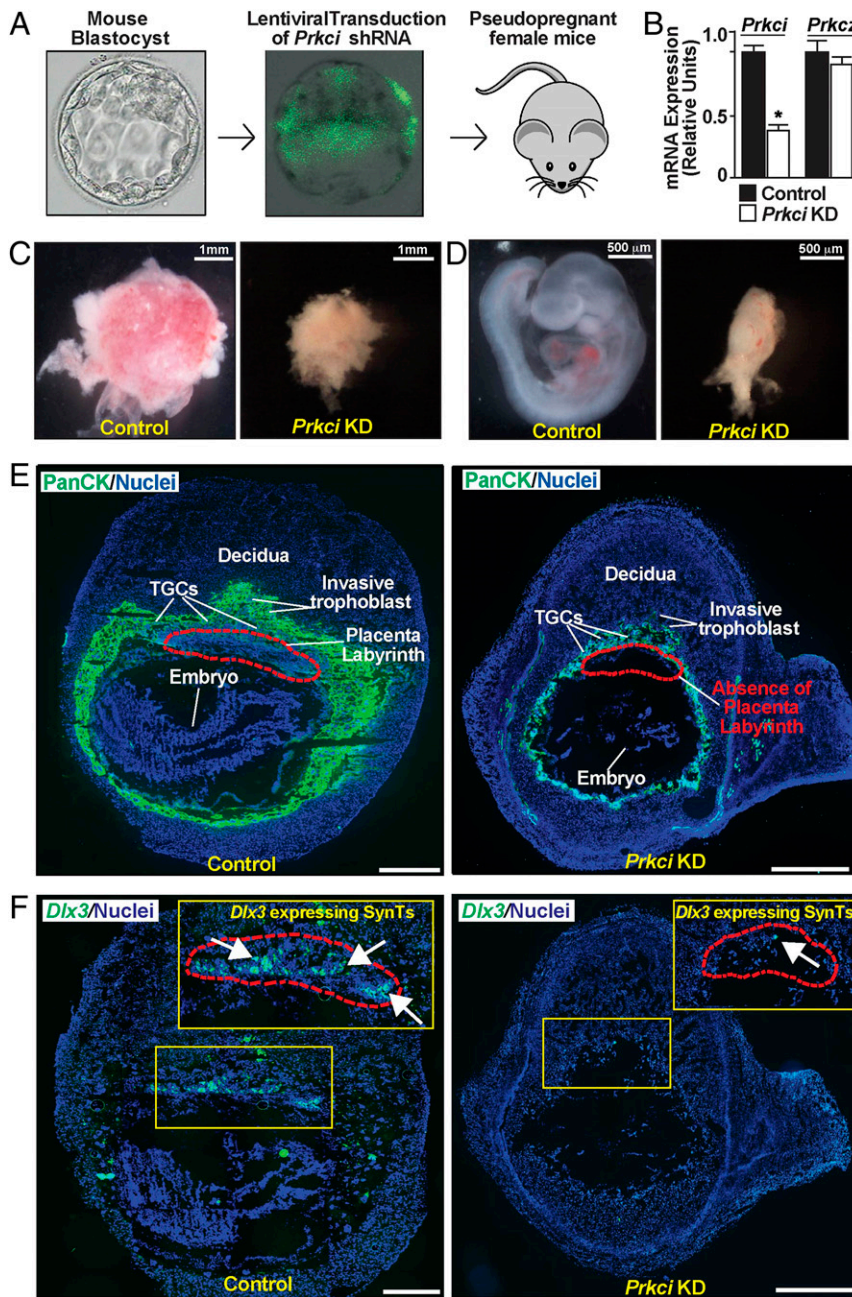 A
Mouse
Blastocyst
LentiviralTransduction
of Prkci shRNA
Pseudopregnant
female mice
B
Prkci
Prkcz
mRNA Expression
(Relative Units)
1.0
0.5
0
*
Control
Prkci KD
C
1mm
Control
1mm
Prkci KD
D
500 µm
Control
500 µm
Prkci KD
E
PanCK/Nuclei
Decidua
TGCs
Invasive
trophoblast
Placenta
Labyrinth
Embryo
Control
PanCK/Nuclei
Decidua
TGCs
Invasive
trophoblast
Absence of
Placenta
Labyrinth
Embryo
Prkci KD
F
Dlx3/Nuclei
Dlx3 expressing SynTs
Control
Dlx3/Nuclei
Dlx3 expressing SynTs
Prkci KD